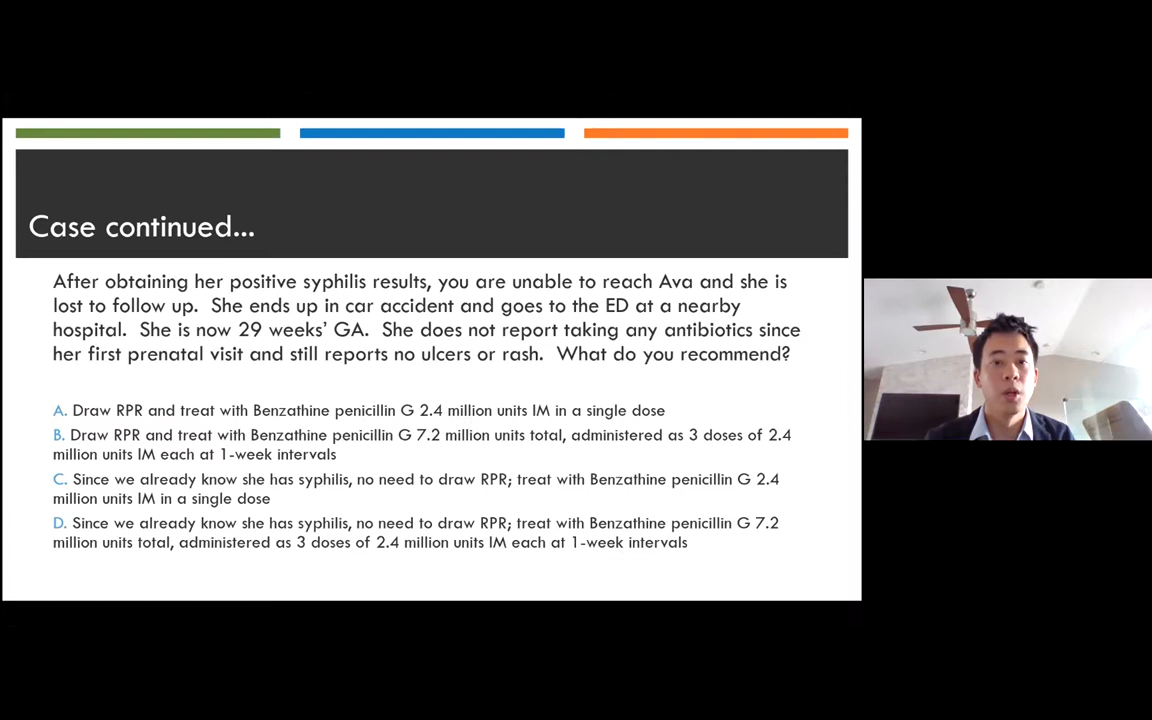 Case continued...
After obtaining her positive syphilis results, you are unable to reach Ava and she is
lost to follow up. She ends up in car accident and goes to the ED at a nearby
hospital. She is now 29 weeks' GA. She does not report taking any antibiotics since
her first prenatal visit and still reports no ulcers or rash. What do you recommend?
A. Draw RPR and treat with Benzathine penicillin G 2.4 million units IM in a single dose
B. Draw RPR and treat with Benzathine penicillin G 7.2 million units total, administered as 3 doses of 2.4
million units IM each at 1-week intervals
C. Since we already know she has syphilis, no need to draw RPR; treat with Benzathine penicillin G 2.4
million units IM in a single dose
D. Since we already know she has syphilis, no need to draw RPR; treat with Benzathine penicillin G 7.2
million units total, administered as 3 doses of 2.4 million units IM each at 1-week intervals